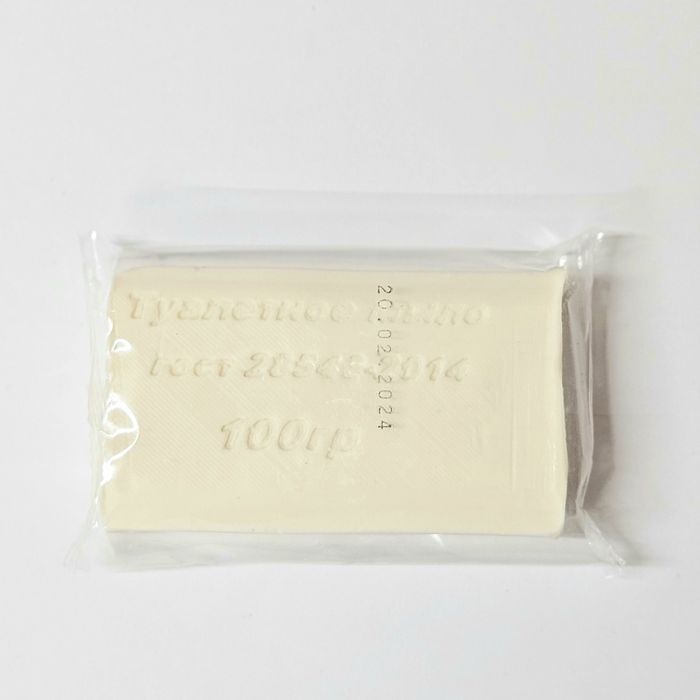 Туалетное мыло
гост 28546-2014
100гр
20.02.2024